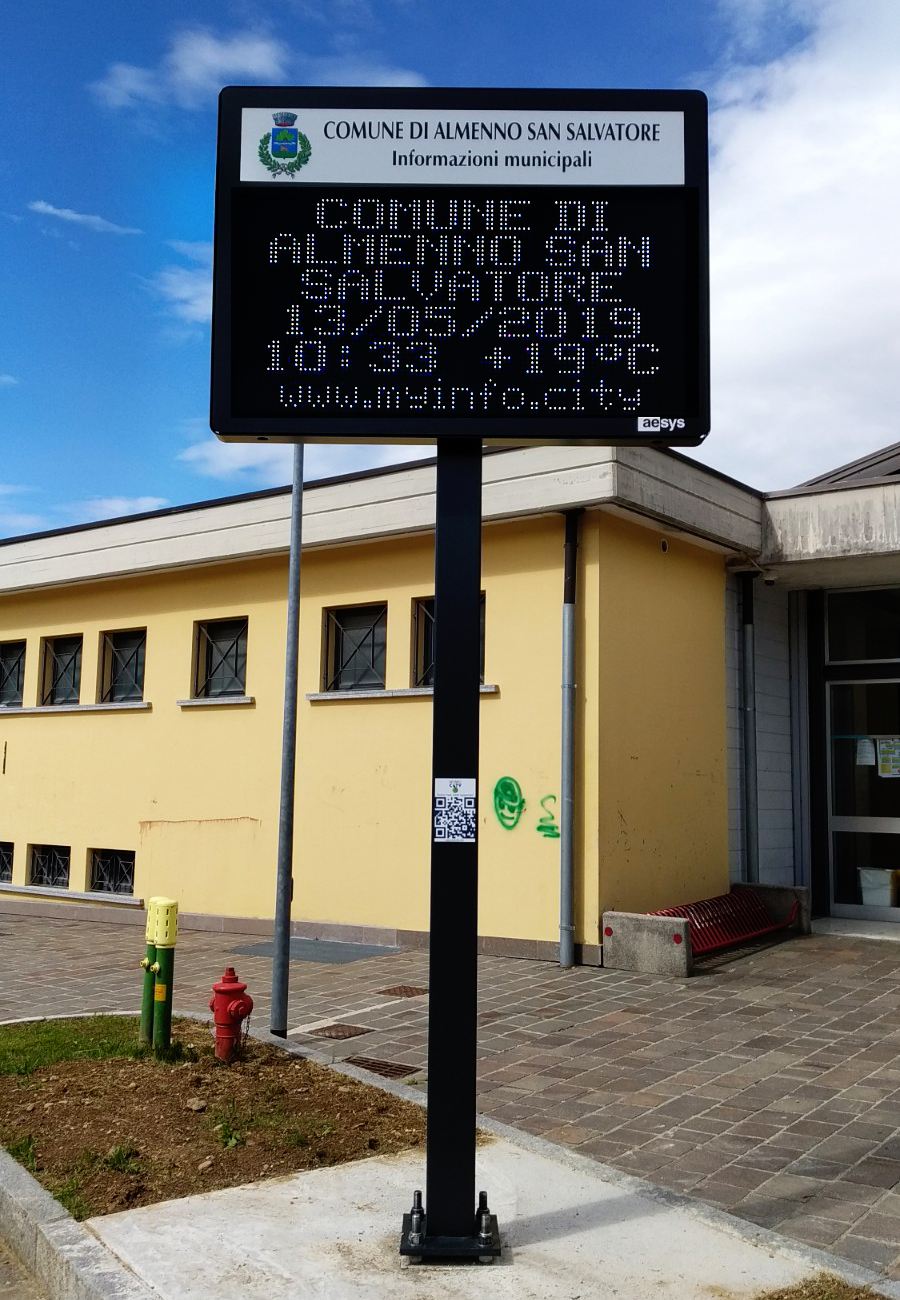 COMUNE DI ALMENNO SAN SALVATORE
Informazioni municipali
COMUNE DI
ALMENNO SAN
SALVATORE
13/05/2019
10:33 +19ºC
www.myinfo.city
aesys